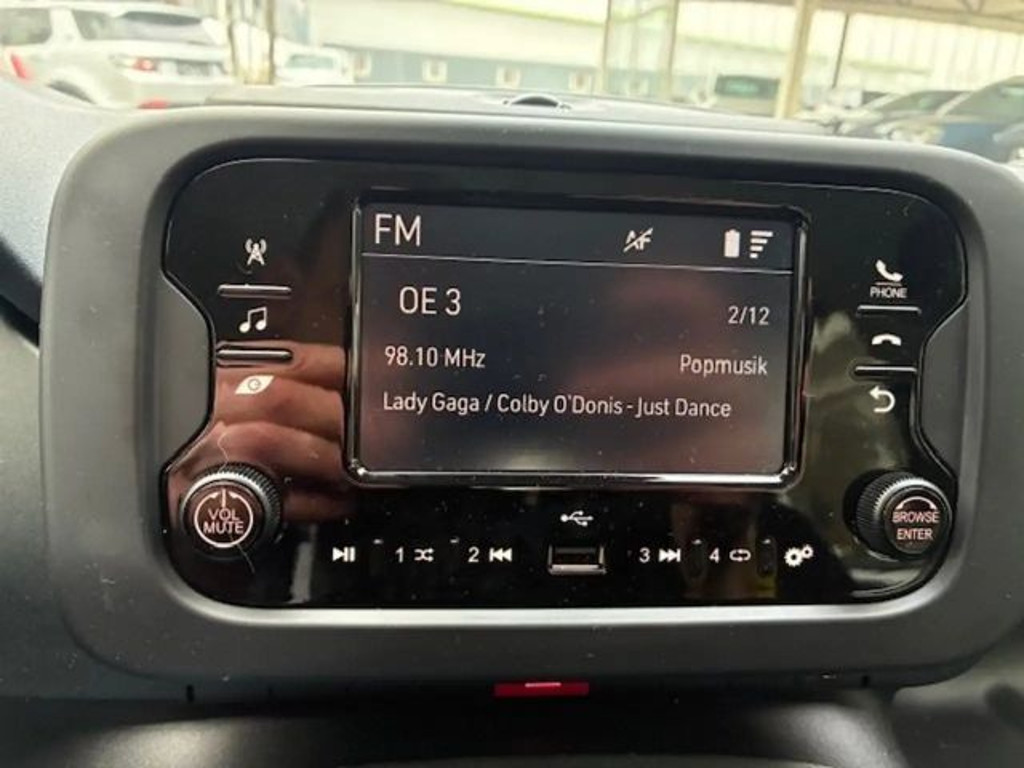 FM
AF
OE 3
2/12
98.10 MHz
Popmusik
Lady Gaga / Colby O'Donis - Just Dance
PHONE
VOL
MUTE
BROWSE
ENTER
1
2
3
4